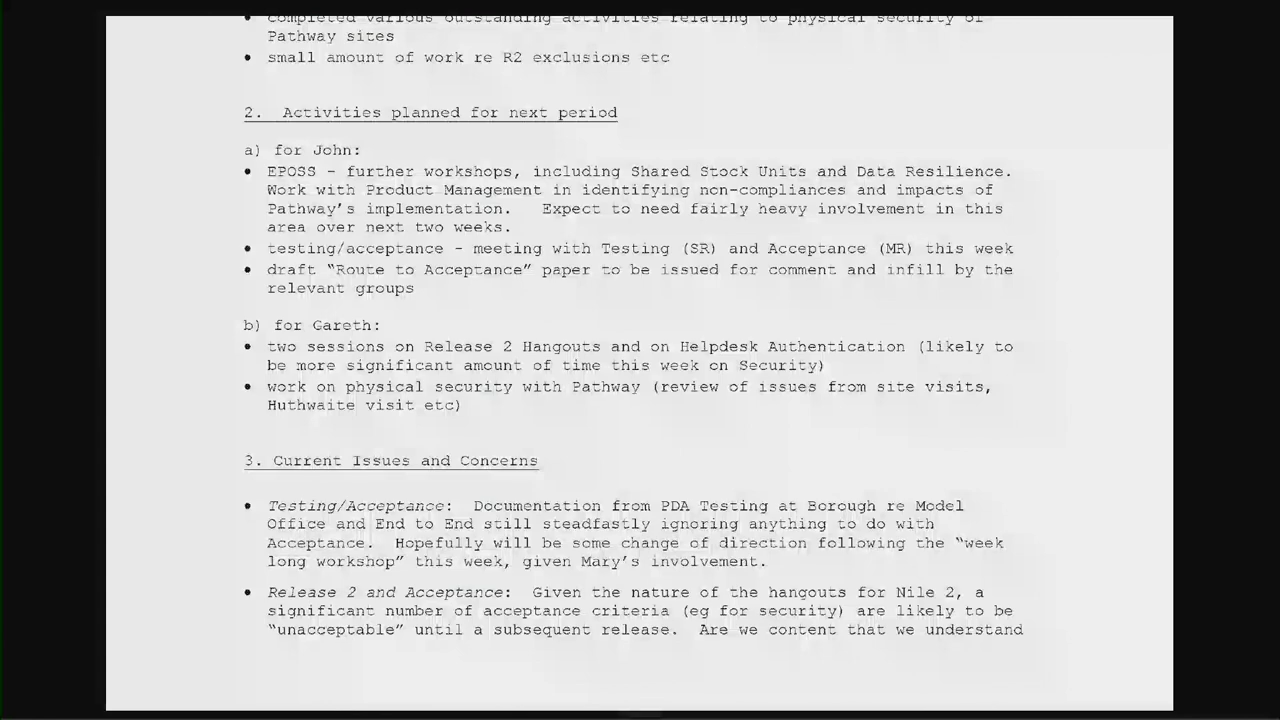 • completed various outstanding activities relating to physical security of
Pathway sites
• small amount of work re R2 exclusions etc
2. Activities planned for next period
a) for John:
• EPOSS - further workshops, including Shared Stock Units and Data Resilience.
Work with Product Management in identifying non-compliances and impacts of
Pathway's implementation. Expect to need fairly heavy involvement in this
area over next two weeks.
• testing/acceptance - meeting with Testing (SR) and Acceptance (MR) this week
• draft “Route to Acceptance” paper to be issued for comment and infill by the
relevant groups
b) for Gareth:
• two sessions on Release 2 Hangouts and on Helpdesk Authentication (likely to
be more significant amount of time this week on Security)
• work on physical security with Pathway (review of issues from site visits,
Huthwaite visit etc)
3. Current Issues and Concerns
• Testing/Acceptance: Documentation from PDA Testing at Borough re Model
Office and End to End still steadfastly ignoring anything to do with
Acceptance. Hopefully will be some change of direction following the “week
long workshop” this week, given Mary's involvement.
• Release 2 and Acceptance: Given the nature of the hangouts for Nile 2, a
significant number of acceptance criteria (eg for security) are likely to be
“unacceptable” until a subsequent release. Are we content that we understand